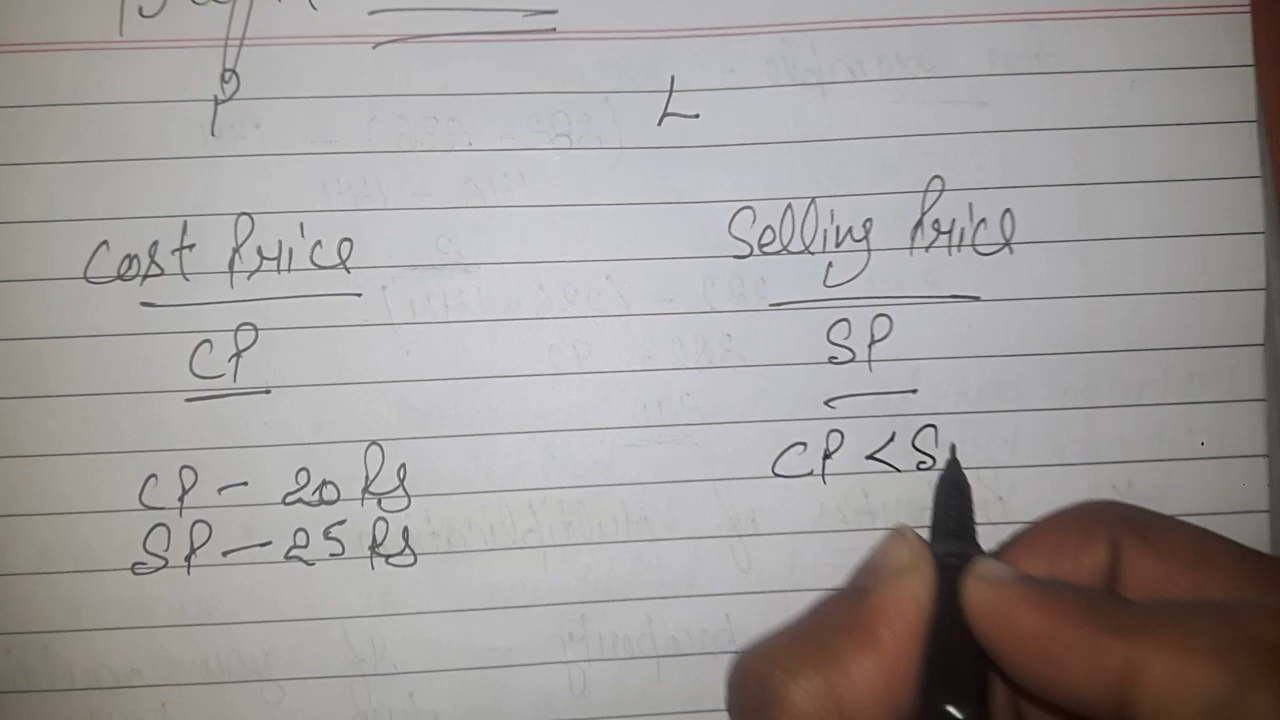 P L
Cost Price Selling Price
CP SP
CP < S
CP - 20 Rs
SP - 25 Rs